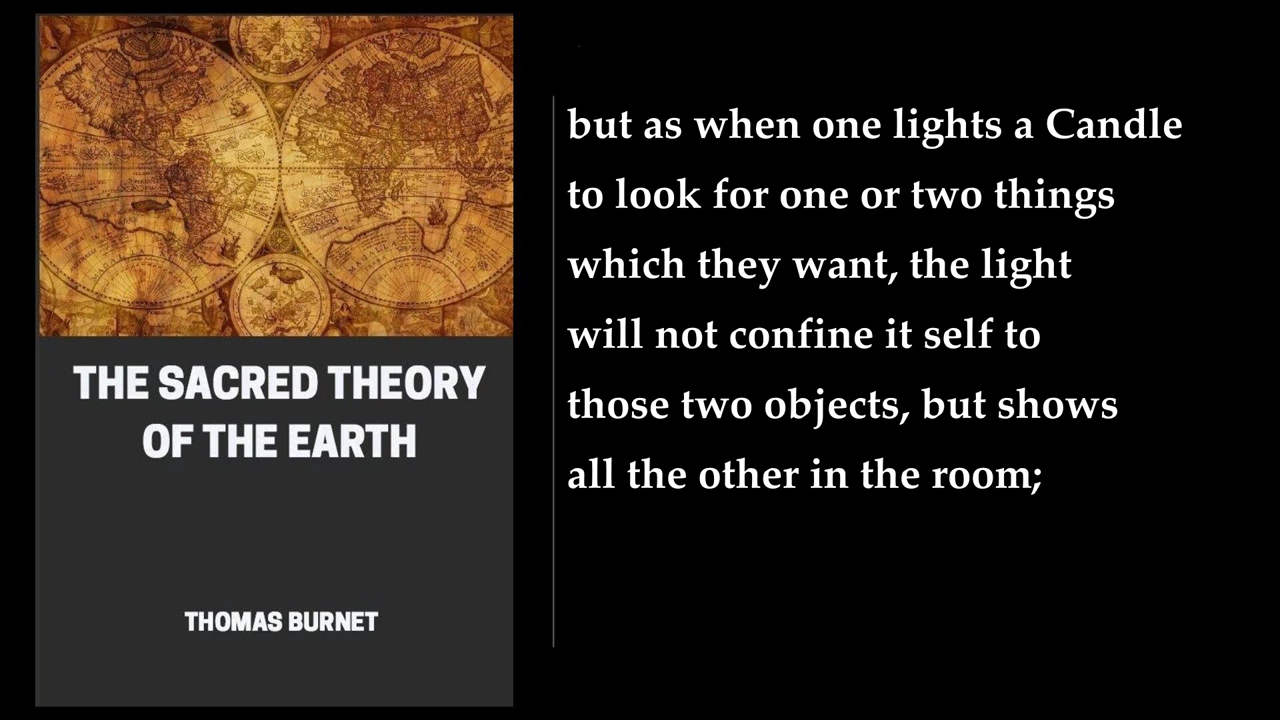 THE SACRED THEORY
OF THE EARTH
THOMAS BURNET
but as when one lights a Candle
to look for one or two things
which they want, the light
will not confine it self to
those two objects, but shows
all the other in the room;